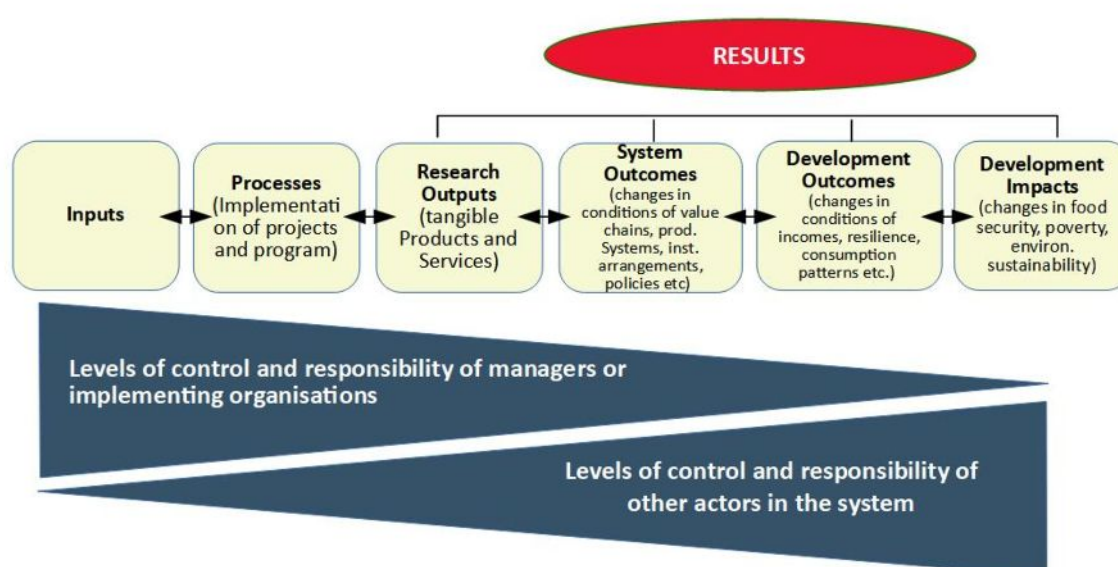 RESULTS
Inputs
Processes
(Implementati
on of projects
and program)
Research
Outputs
(tangible
Products and
Services)
System
Outcomes
(changes in
conditions of value
chains, prod.
Systems, inst.
arrangements,
policies etc)
Development
Outcomes
(changes in
conditions of
incomes, resilience,
consumption
patterns etc.)
Development
Impacts
(changes in food
security, poverty,
environ.
sustainability)
Levels of control and responsibility of managers or
implementing organisations
Levels of control and responsibility of
other actors in the system